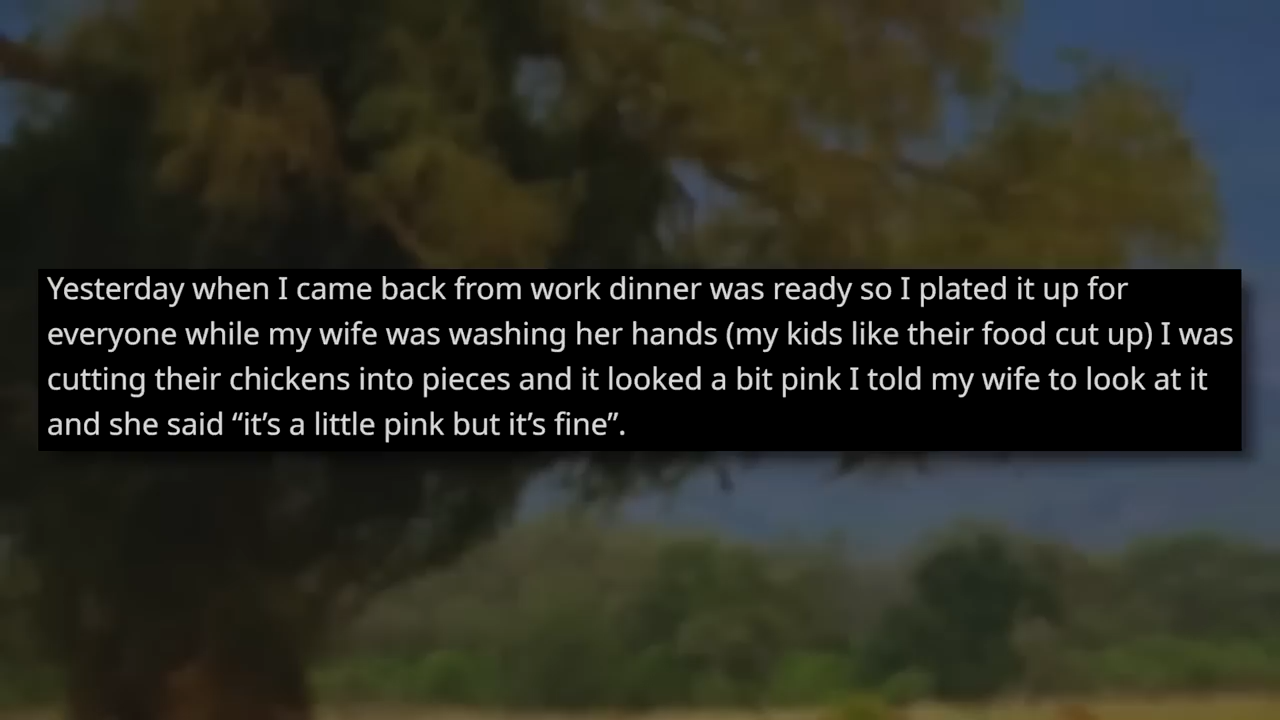 Yesterday when I came back from work dinner was ready so I plated it up for
everyone while my wife was washing her hands (my kids like their food cut up) I was
cutting their chickens into pieces and it looked a bit pink I told my wife to look at it
and she said “it’s a little pink but it’s fine”.